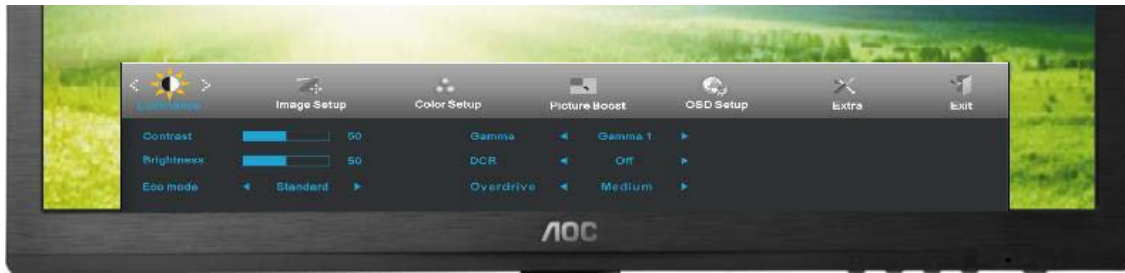 Luminance
Image Setup
Color Setup
Picture Boost
OSD Setup
Extra
Exit
Contrast 50 Gamma Gamma 1
Brightness 50 DCR Off
Eco mode Standard Overdrive Medium
AOC